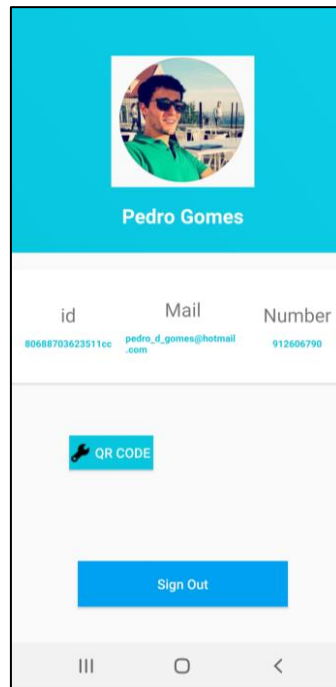 Pedro Gomes
id Mail Number
80688703623511cc pedro_d_gomes@hotmail 912606790
.com
QR CODE
Sign Out